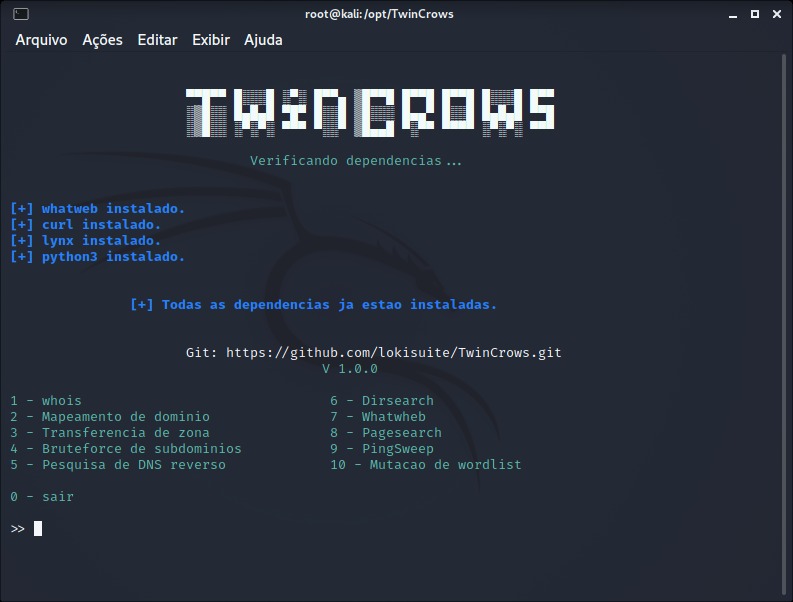 root@kali: /opt/TwinCrows
Arquivo Ações Editar Exibir Ajuda
TWINCROWS
Verificando dependencias...
[+] whatweb instalado.
[+] curl instalado.
[+] lynx instalado.
[+] python3 instalado.
[+] Todas as dependencias ja estao instaladas.
Git: https://github.com/lokisuite/TwinCrows.git
V 1.0.0
1 - whois 6 - Dirsearch
2 - Mapeamento de dominio 7 - Whatwheb
3 - Transferencia de zona 8 - Pagesearch
4 - Bruteforce de subdominios 9 - PingSweep
5 - Pesquisa de DNS reverso 10 - Mutacao de wordlist
0 - sair
>>